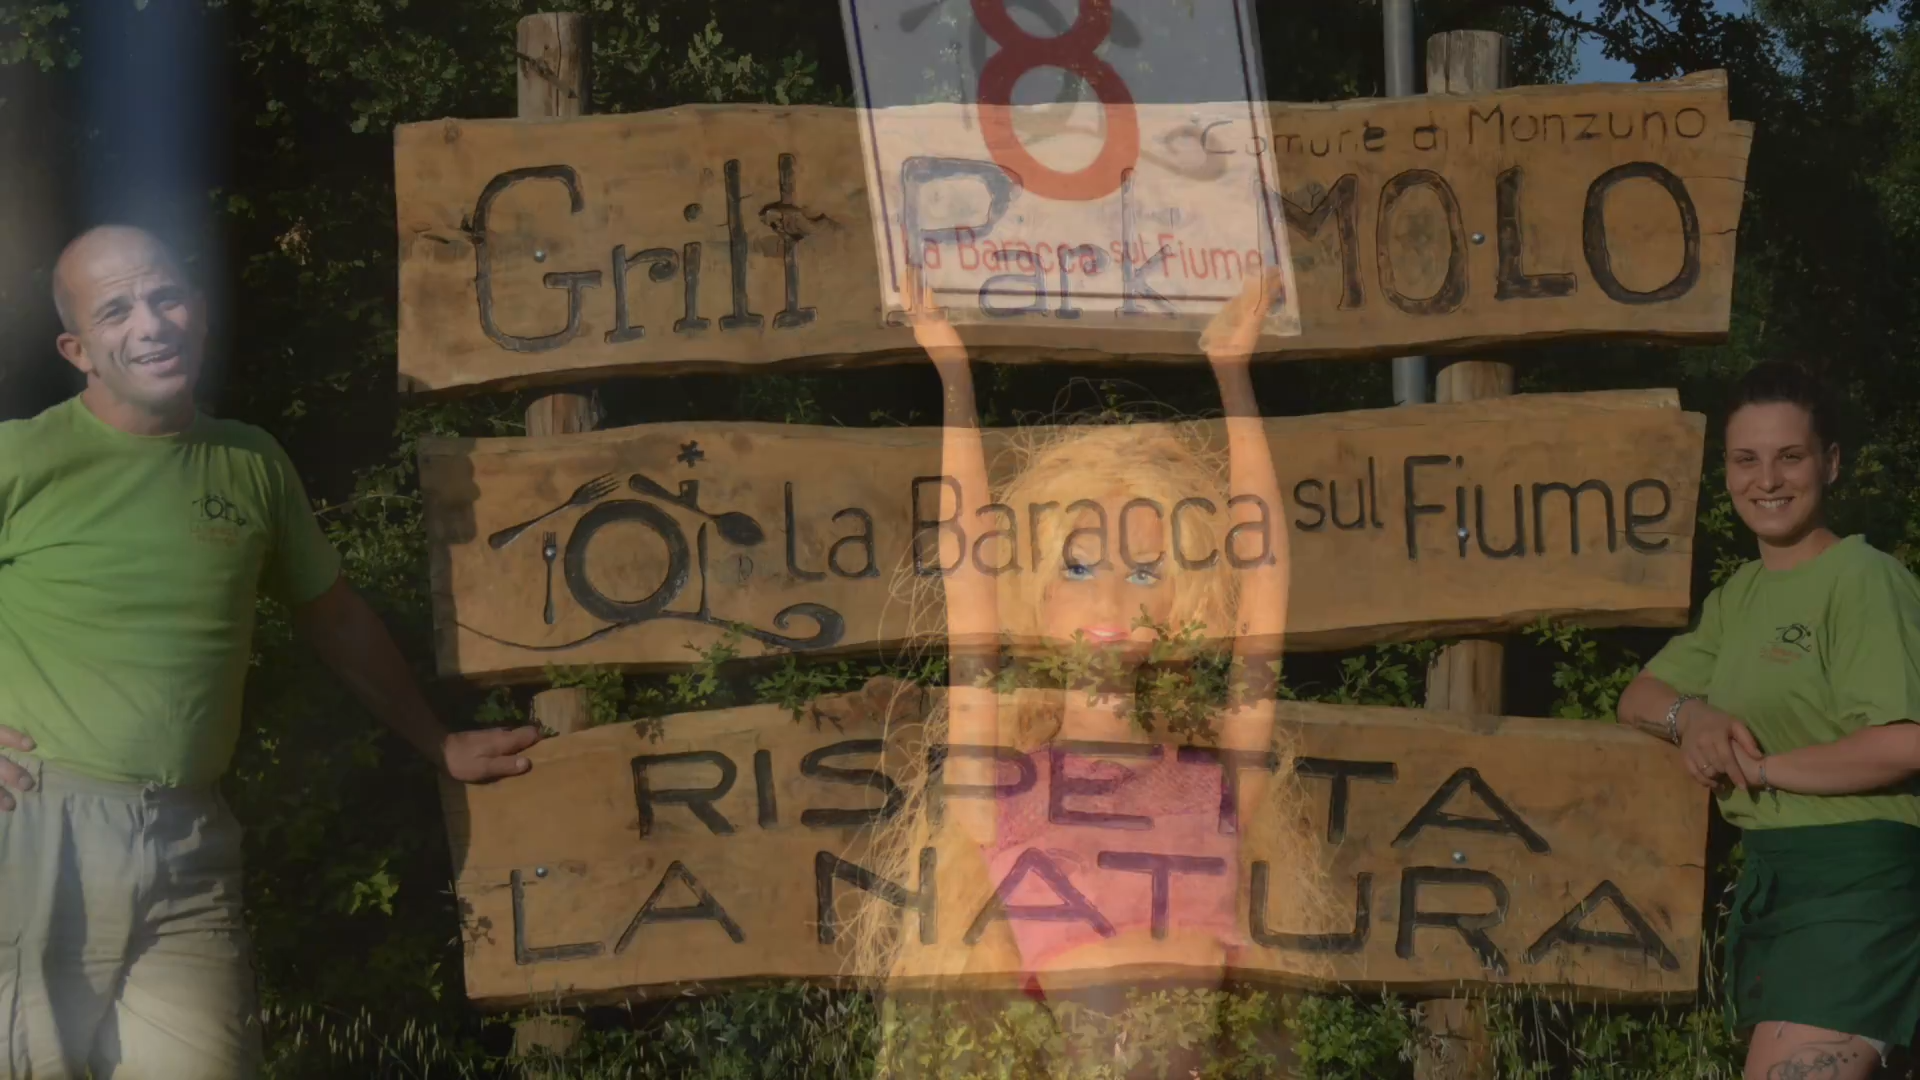 8
Comune di Monzuno
Grill Park MOLO
La Baracca sul Fiume
La Baracca sul Fiume
RISPETTA
LA NATURA